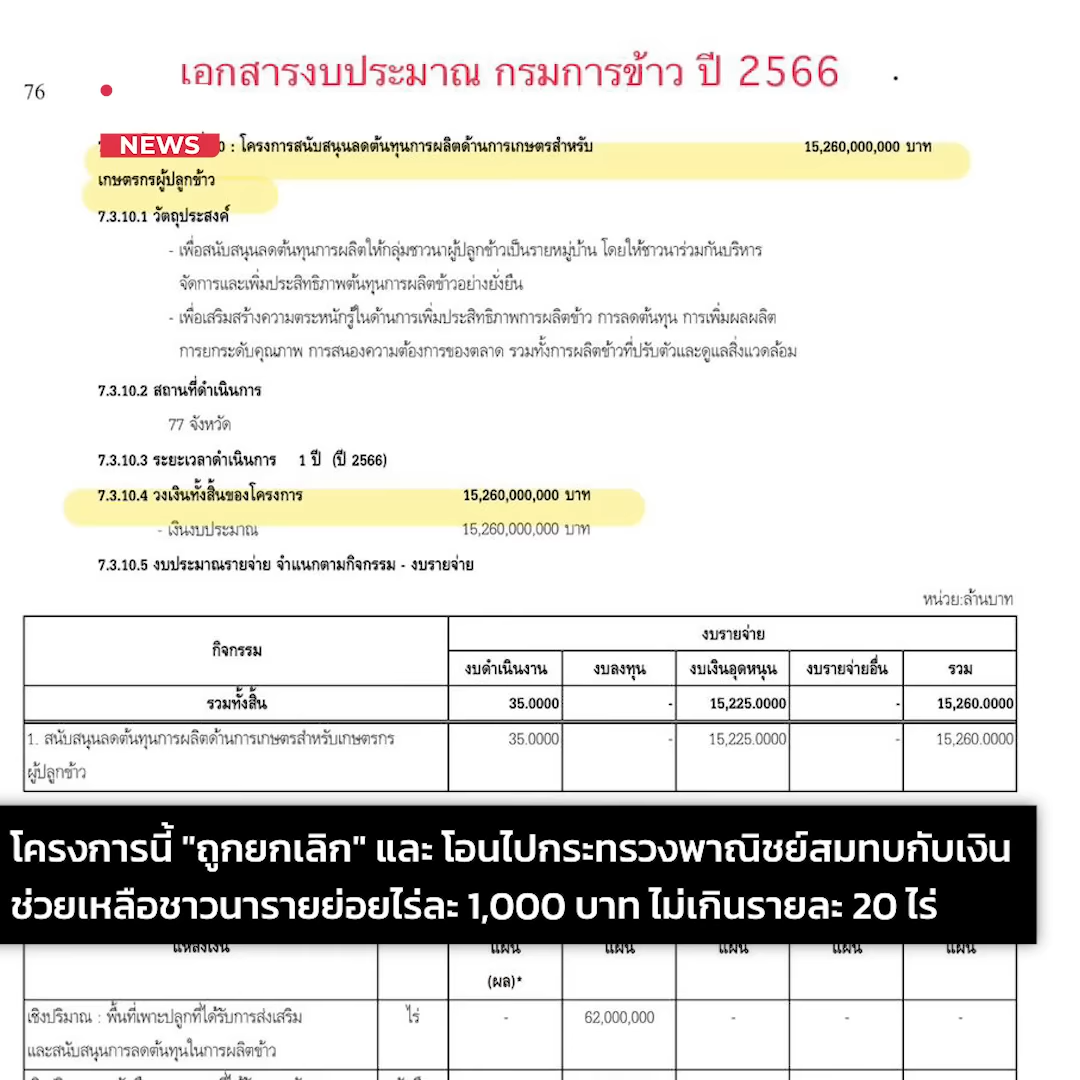 เอกสารงบประมาณ กรมการข้าว ปี 2566
76
NEWS
0 : โครงการสนับสนุนลดต้นทุนการผลิตด้านการเกษตรสำหรับ 15,260,000,000 บาท
เกษตรกรผู้ปลูกข้าว
7.3.10.1 วัตถุประสงค์
- เพื่อสนับสนุนลดต้นทุนการผลิตให้กลุ่มชาวนาผู้ปลูกข้าวเป็นรายหมู่บ้าน โดยให้ชาวนาร่วมกันบริหาร
จัดการและเพิ่มประสิทธิภาพต้นทุนการผลิตข้าวอย่างยั่งยืน
- เพื่อเสริมสร้างความตระหนักรู้ในด้านการเพิ่มประสิทธิภาพการผลิตข้าว การลดต้นทุน การเพิ่มผลผลิต
การยกระดับคุณภาพ การสนองความต้องการของตลาด รวมทั้งการผลิตข้าวที่ปรับตัวและดูแลสิ่งแวดล้อม
7.3.10.2 สถานที่ดำเนินการ
77 จังหวัด
7.3.10.3 ระยะเวลาดำเนินการ 1 ปี (ปี 2566)
7.3.10.4 วงเงินทั้งสิ้นของโครงการ 15,260,000,000 บาท
- เงินงบประมาณ 15,260,000,000 บาท
7.3.10.5 งบประมาณรายจ่าย จำแนกตามกิจกรรม - งบรายจ่าย
หน่วย:ล้านบาท
กิจกรรม งบรายจ่าย
งบดำเนินงาน งบลงทุน งบเงินอุดหนุน งบรายจ่ายอื่น รวม
รวมทั้งสิ้น 35.0000 - 15,225.0000 - 15,260.0000
1. สนับสนุนลดต้นทุนการผลิตด้านการเกษตรสำหรับเกษตรกร 35.0000 - 15,225.0000 - 15,260.0000
ผู้ปลูกข้าว
โครงการนี้ "ถูกยกเลิก" และ โอนไปกระทรวงพาณิชย์สมทบกับเงิน
ช่วยเหลือชาวนารายย่อยไร่ละ 1,000 บาท ไม่เกินรายละ 20 ไร่
แหล่งเงิน แผน แผน แผน แผน แผน
(ผล)*
เชิงปริมาณ : พื้นที่เพาะปลูกที่ได้รับการส่งเสริม ไร่ - 62,000,000 - - -
และสนับสนุนการลดต้นทุนในการผลิตข้าว